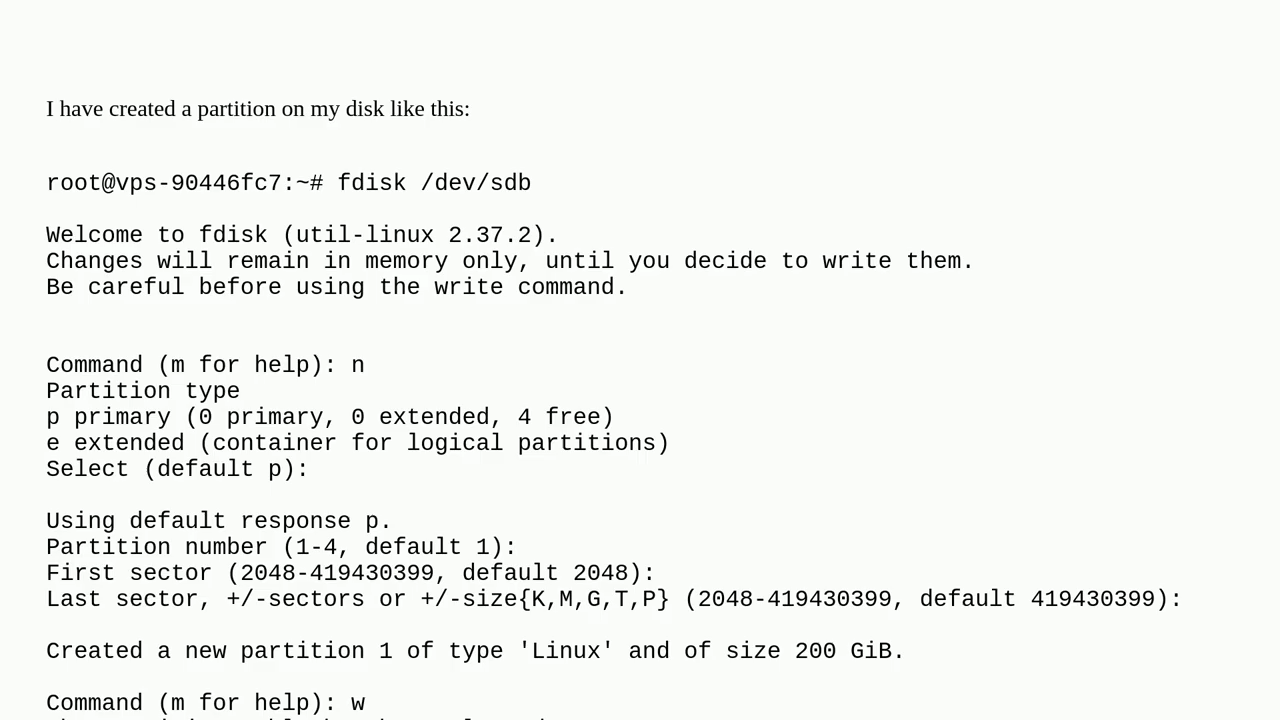 I have created a partition on my disk like this:
root@vps-90446fc7:~# fdisk /dev/sdb
Welcome to fdisk (util-linux 2.37.2).
Changes will remain in memory only, until you decide to write them.
Be careful before using the write command.
Command (m for help): n
Partition type
p primary (0 primary, 0 extended, 4 free)
e extended (container for logical partitions)
Select (default p):
Using default response p.
Partition number (1-4, default 1):
First sector (2048-419430399, default 2048):
Last sector, +/-sectors or +/-size{K,M,G,T,P} (2048-419430399, default 419430399):
Created a new partition 1 of type 'Linux' and of size 200 GiB.
Command (m for help): w